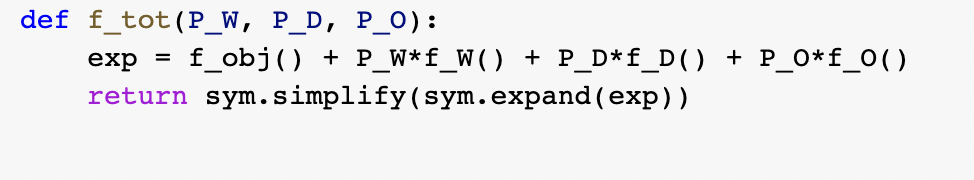 def f_tot(P_W, P_D, P_O):
    exp = f_obj() + P_W*f_W() + P_D*f_D() + P_O*f_O()
    return sym.simplify(sym.expand(exp))